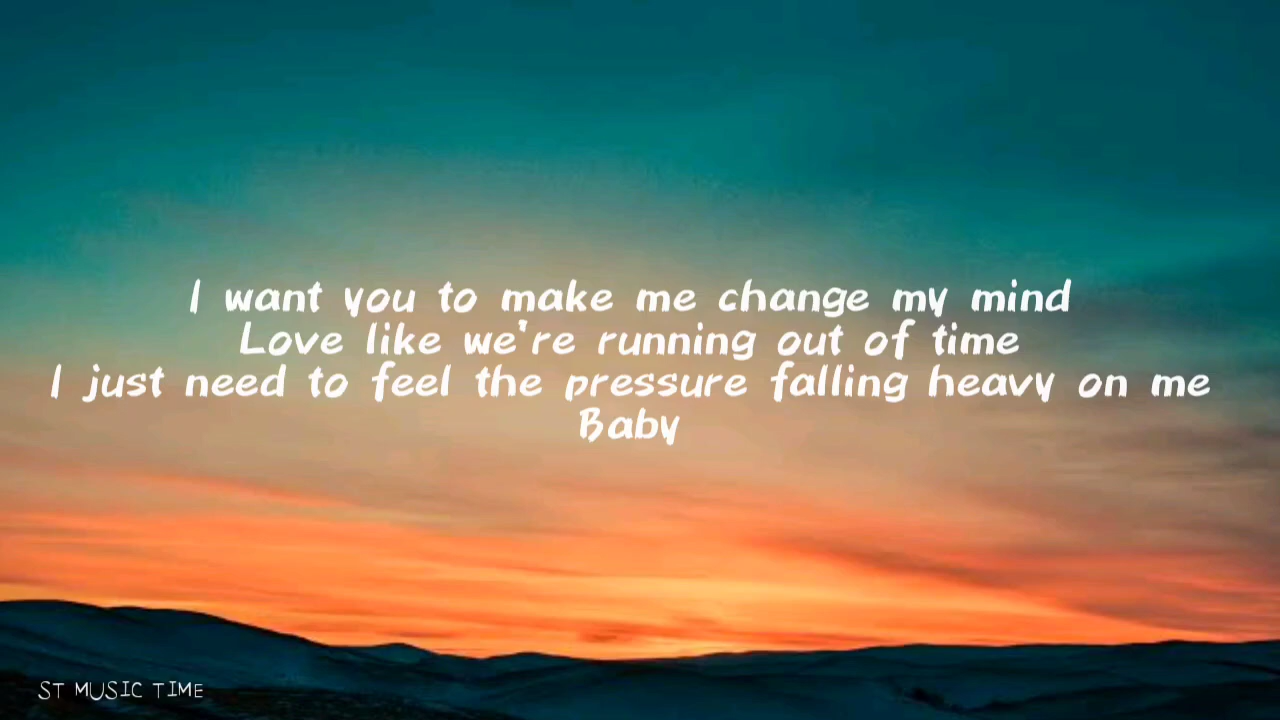 I want you to make me change my mind
Love like we're running out of time
I just need to feel the pressure falling heavy on me
Baby
ST MUSIC TIME